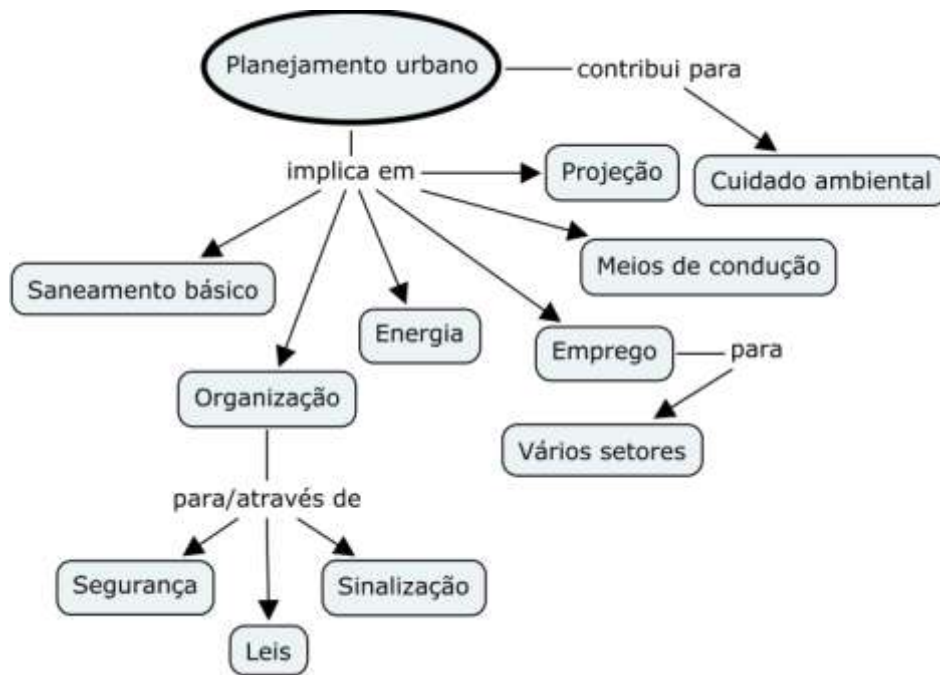 Planejamento urbano
contribui para
implica em
Projeção
Cuidado ambiental
Meios de condução
Saneamento básico
Energia
Emprego
para
Organização
Vários setores
para/através de
Segurança
Sinalização
Leis